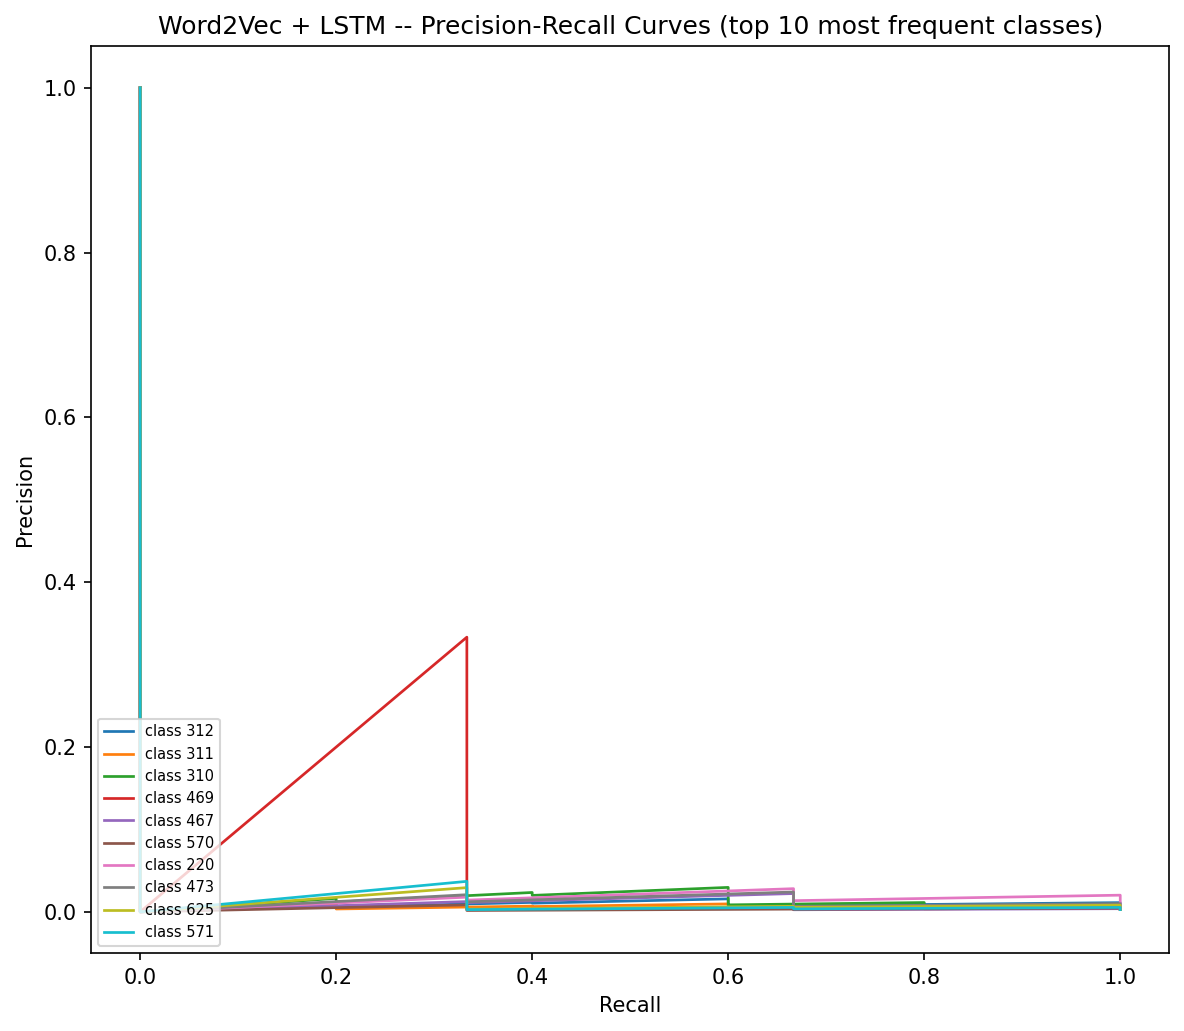 Word2Vec + LSTM -- Precision-Recall Curves (top 10 most frequent classes)
1.0
0.8
0.6
0.4
0.2
0.0
Precision
class 312
class 311
class 310
class 469
class 467
class 570
class 220
class 473
class 625
class 571
0.0 0.2 0.4 0.6 0.8 1.0
Recall